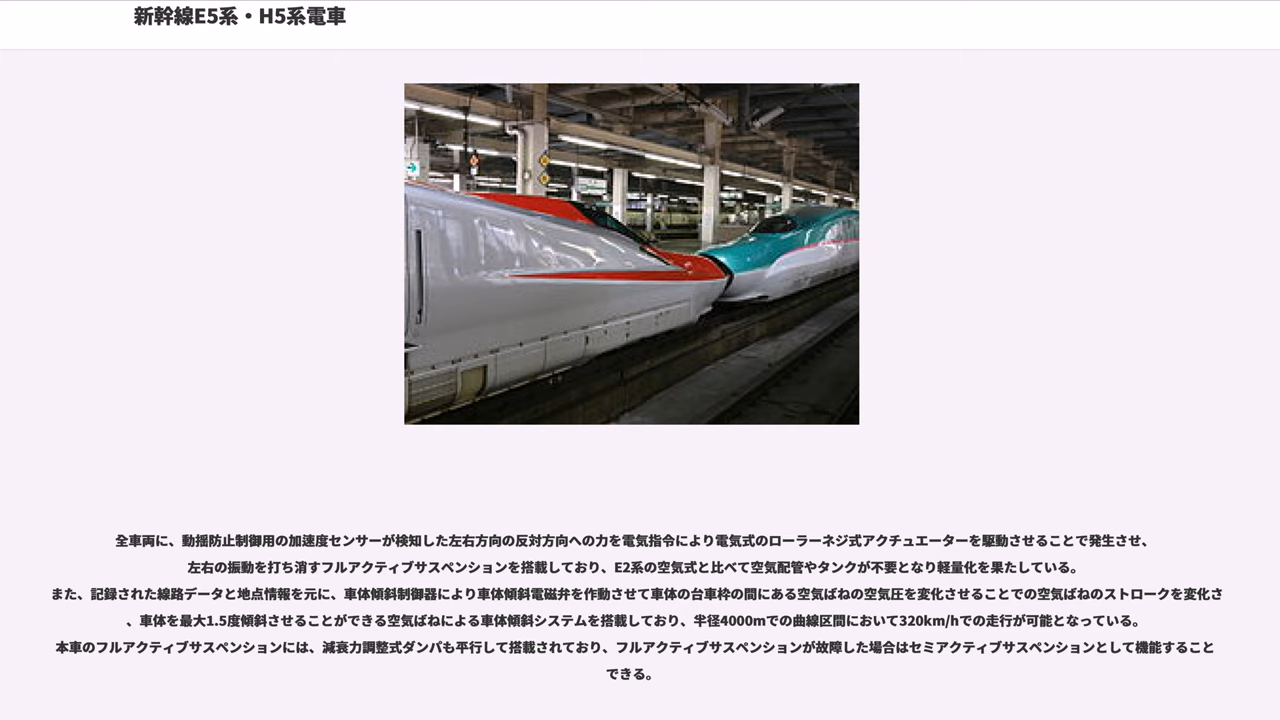 新幹線E5系・H5系電車
全車両に、動揺防止制御用の加速度センサーが検知した左右方向の反対方向への力を電気指令により電気式のローラーネジ式アクチュエーターを駆動させることで発生させ、
左右の振動を打ち消すフルアクティブサスペンションを搭載しており、E2系の空気式と比べて空気配管やタンクが不要となり軽量化を果たしている。
また、記録された線路データと地点情報を元に、車体傾斜制御器により車体傾斜電磁弁を作動させて車体の台車枠の間にある空気ばねの空気圧を変化させることでの空気ばねのストロークを変化さ
、車体を最大1.5度傾斜させることができる空気ばねによる車体傾斜システムを搭載しており、半径4000mでの曲線区間において320km/hでの走行が可能となっている。
本車のフルアクティブサスペンションには、減衰力調整式ダンパも平行して搭載されており、フルアクティブサスペンションが故障した場合はセミアクティブサスペンションとして機能すること
できる。